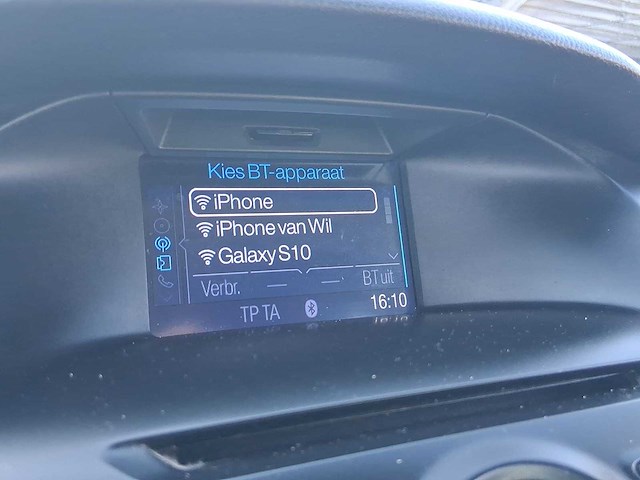 Kies BT-apparaat
iPhone
iPhone van Wil
Galaxy S10
Verbr.
BT uit
TP TA
16:10